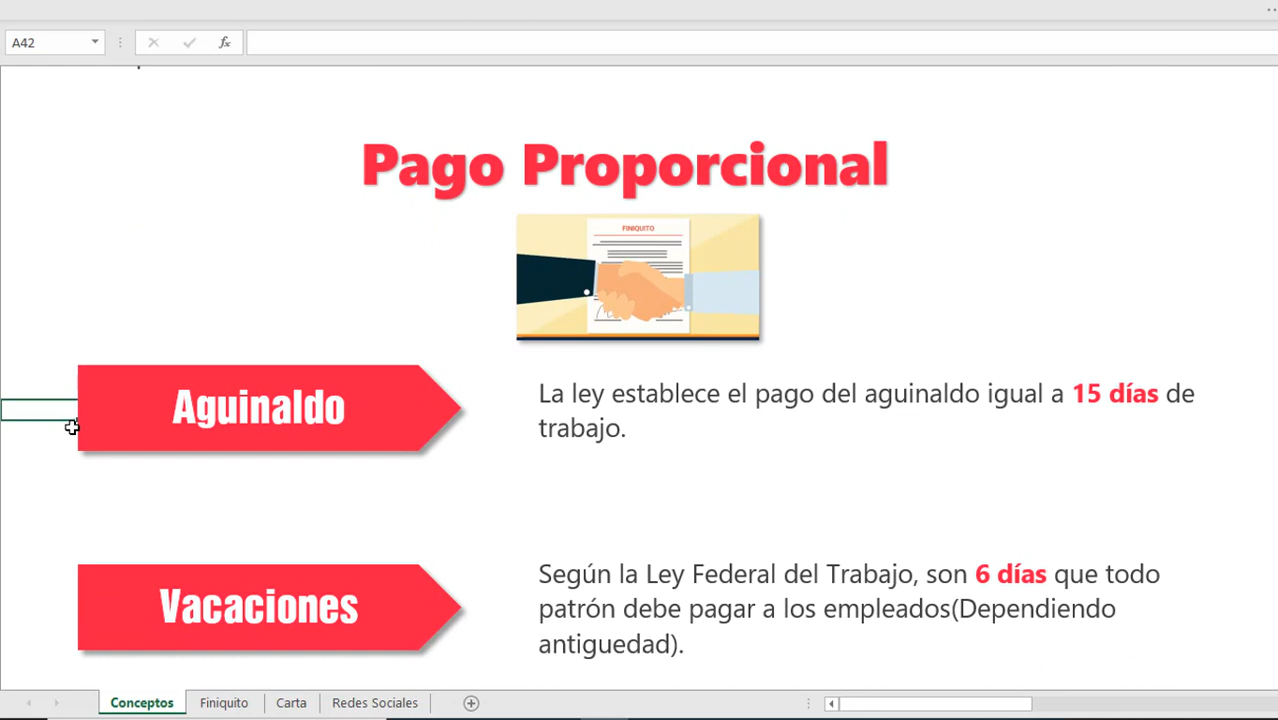 A42
fx
Pago Proporcional
FINIQUITO
Aguinaldo
La ley establece el pago del aguinaldo igual a 15 días de
trabajo.
Vacaciones
Según la Ley Federal del Trabajo, son 6 días que todo
patrón debe pagar a los empleados(Dependiendo
antiguedad).
Conceptos Finiquito Carta Redes Sociales